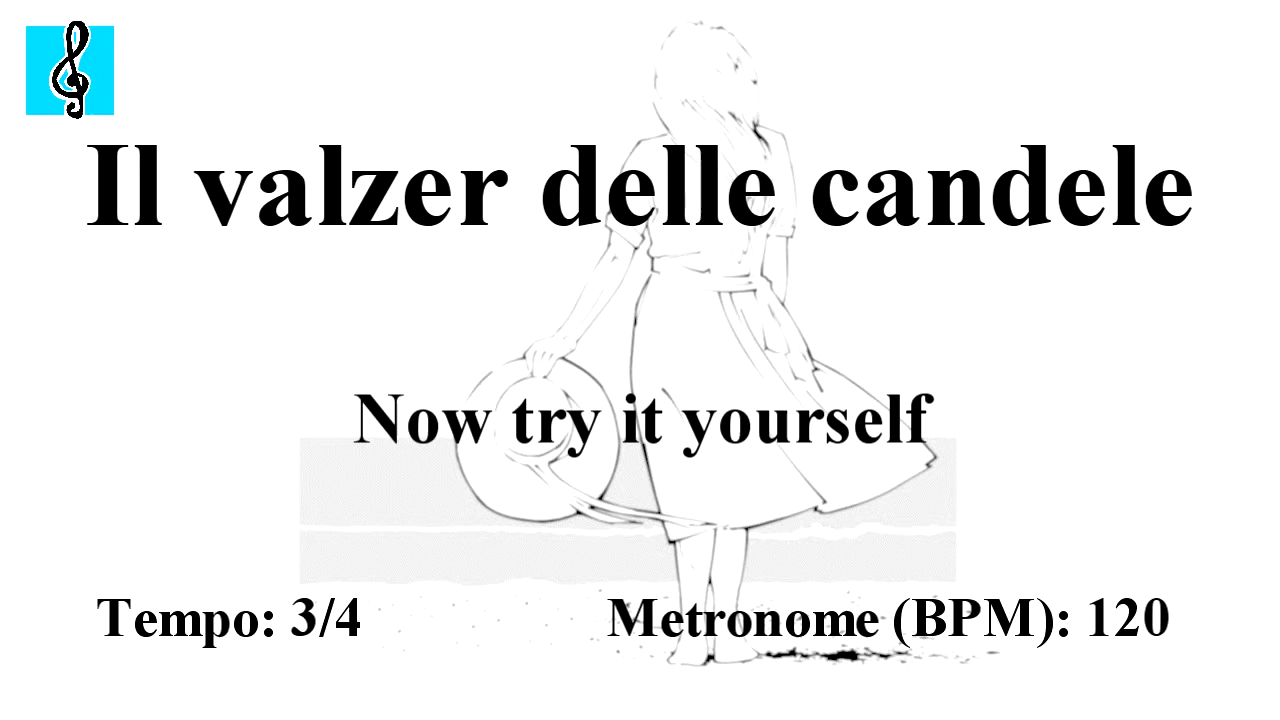 Il valzer delle candele
Now try it yourself
Tempo: 3/4
Metronome (BPM): 120